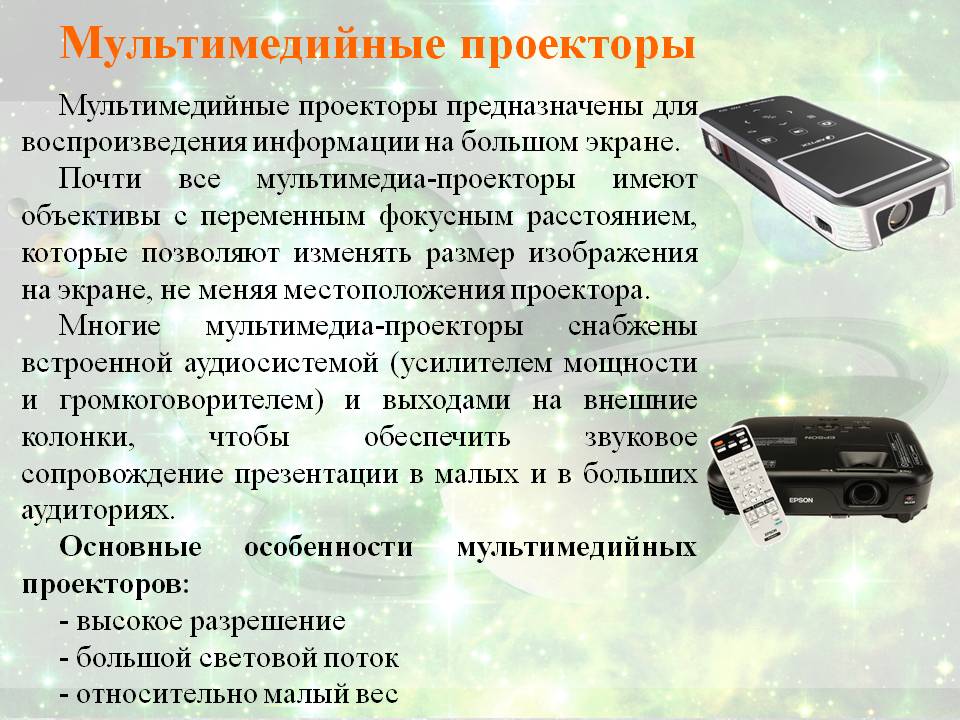 Мультимедийные проекторы
Мультимедийные проекторы предназначены для
воспроизведения информации на большом экране.
Почти все мультимедиа-проекторы имеют
объективы с переменным фокусным расстоянием,
которые позволяют изменять размер изображения
на экране, не меняя местоположения проектора.
Многие мультимедиа-проекторы снабжены
встроенной аудиосистемой (усилителем мощности
и громкоговорителем) и выходами на внешние
колонки, чтобы обеспечить звуковое
сопровождение презентации в малых и в больших
аудиториях.
Основные особенности мультимедийных
проекторов:
- высокое разрешение
- большой световой поток
- относительно малый вес
APTEK
EPSON
EPSON